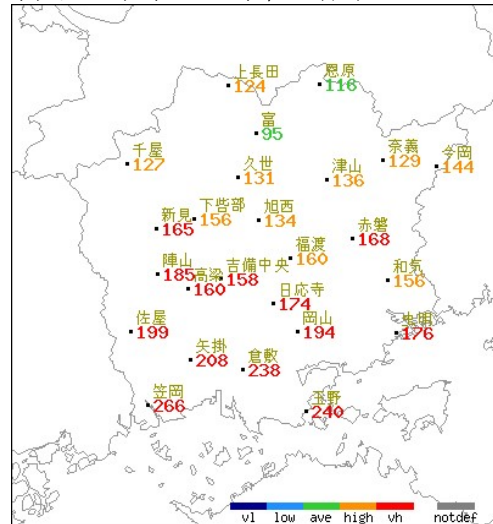 上長田
124
恩原
116
富
95
千屋
127
久世
131
津山
136
奈義
129
今岡
144
新見
165
下呰部
156
旭西
134
赤磐
168
福渡
160
陣山
185
高梁
160
吉備中央
158
和気
156
日応寺
174
佐屋
199
岡山
194
虫明
176
矢掛
208
倉敷
238
笠岡
266
玉野
240
vl low ave high vh notdef